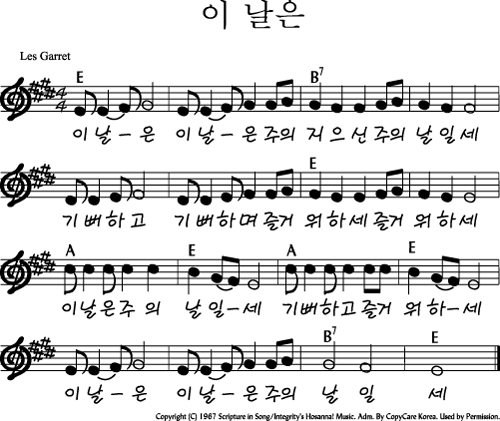 이 날은
Les Garret
E B7
이 날 - 은 이 날 - 은 주의 거으신 주의 날 일세
E
기뻐하고 기뻐하며 즐거 워 하세 즐거 워 하세
A E A E
이날은주 의 날 일-세 기뻐하고 즐거 워 하-세
B7 E
이 날 - 은 이 날 - 은 주의 날 일 세
Copyright (C) 1967 Scripture in Song/Integrity's Hosanna! Music. Adm. By CopyCare Korea. Used by Permission.